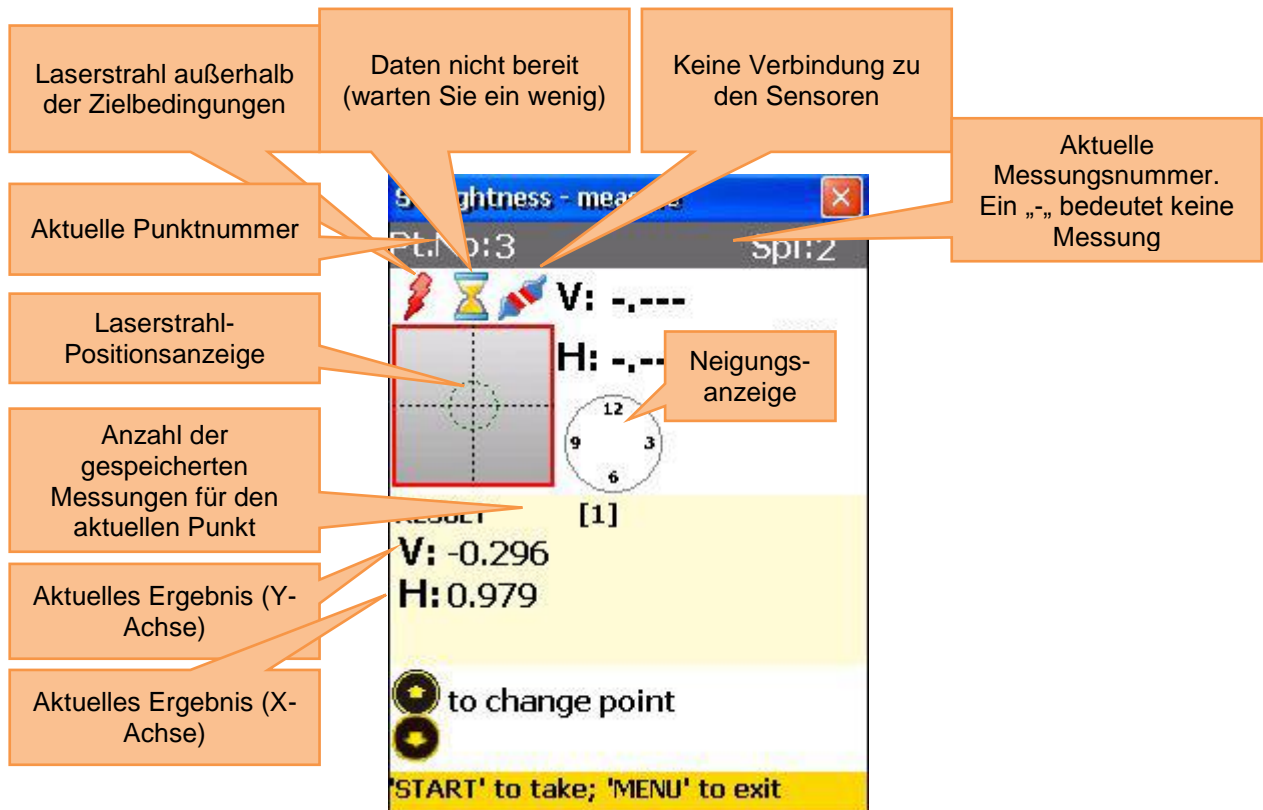 Laserstrahl außerhalb
der Zielbedingungen
Daten nicht bereit
(warten Sie ein wenig)
Keine Verbindung zu
den Sensoren
Aktuelle
Messungsnummer.
Ein „-„ bedeutet keine
Messung
Aktuelle Punktnummer
Laserstrahl-
Positionsanzeige
Anzahl der
gespeicherten
Messungen für den
aktuellen Punkt
Aktuelles Ergebnis (Y-
Achse)
Aktuelles Ergebnis (X-
Achse)
Neigungs-
anzeige
- 
Pt.No:3 Spl:2
V: -.---
H: -.--
12
9 3
6
[1]
V: -0.296
H: 0.979
to change point
'START' to take; 'MENU' to exit